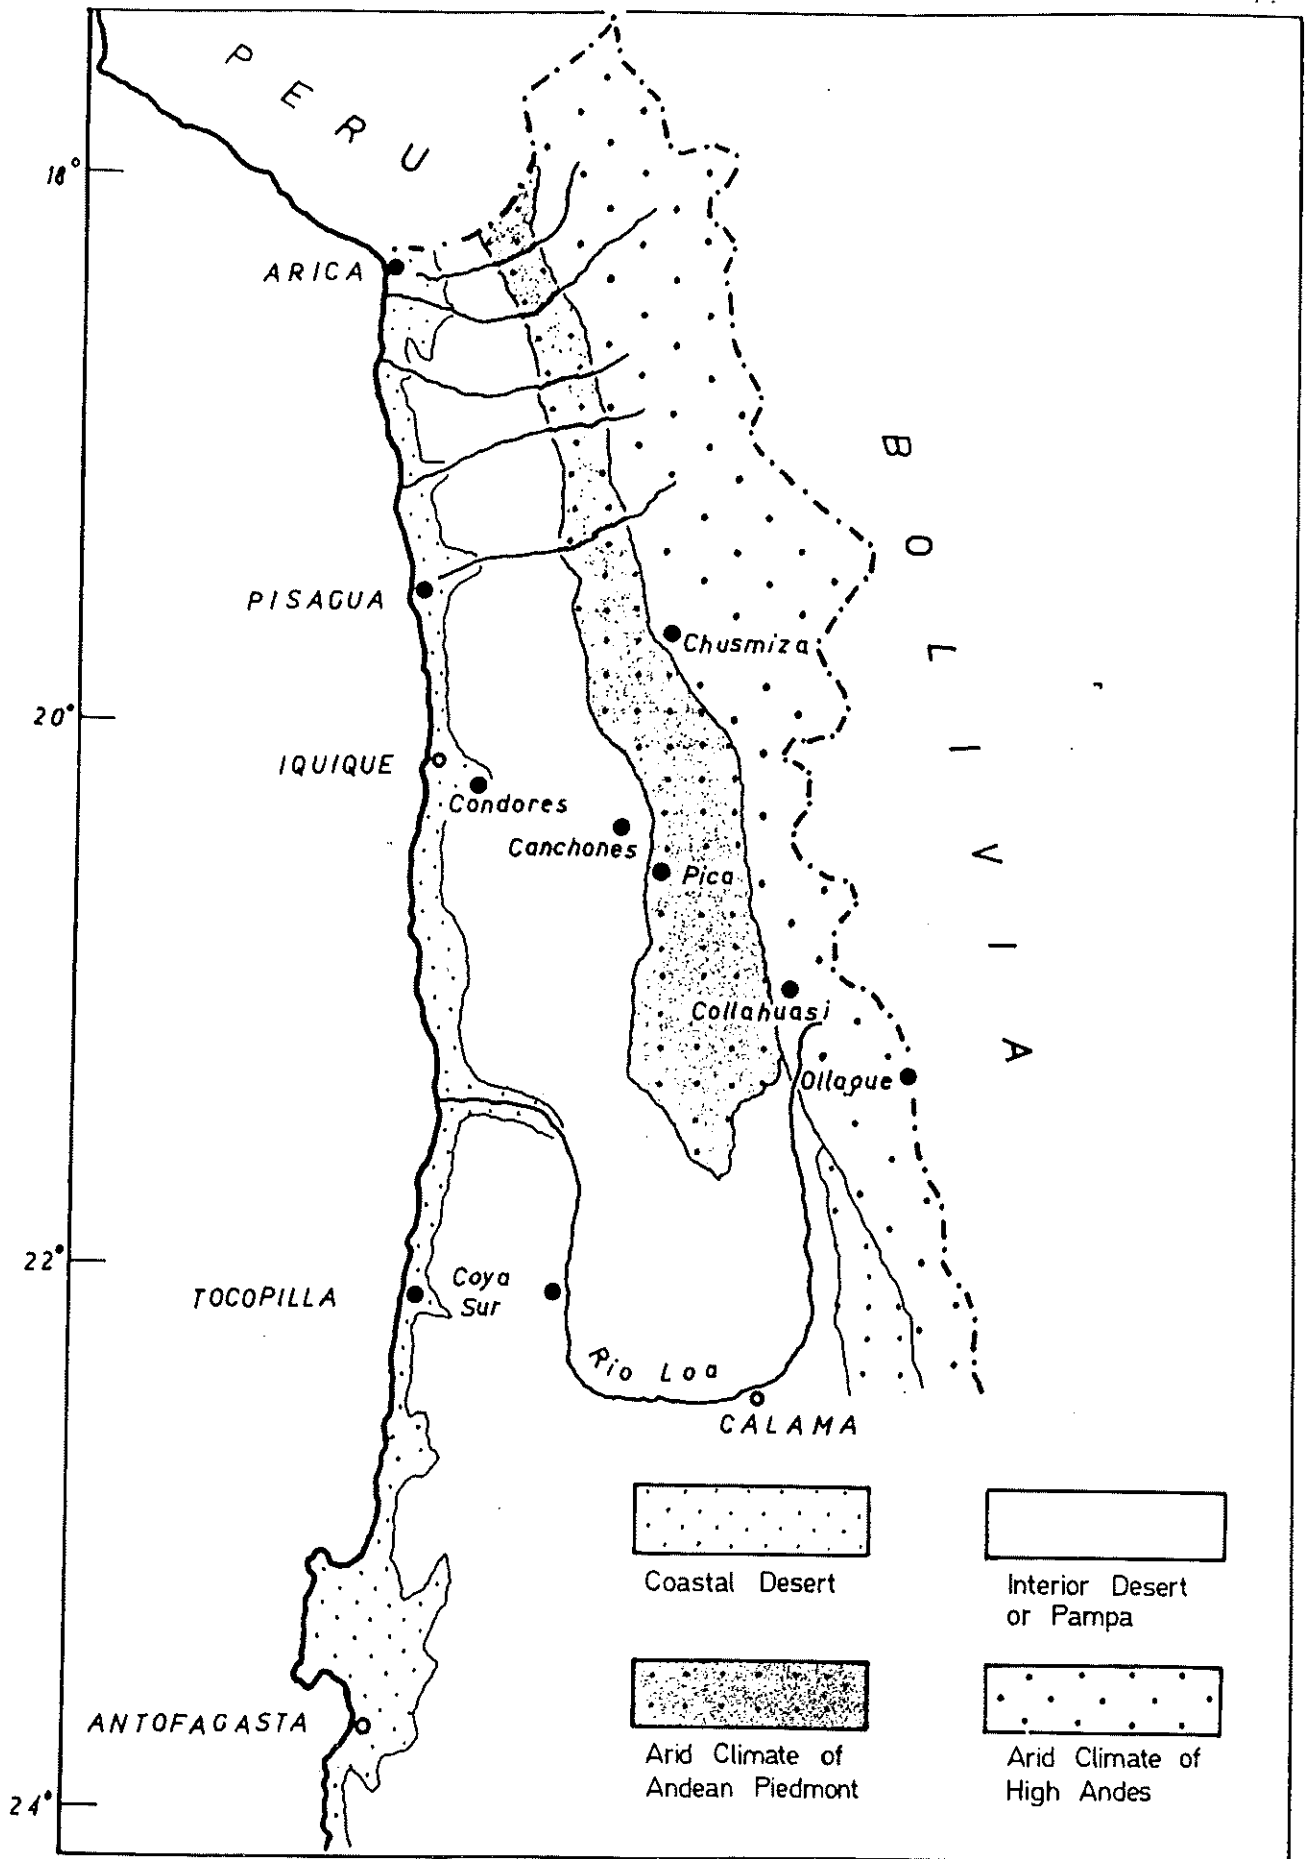 PERU
18°
ARICA
BOLIVIA
PISAGUA
Chusmiza
20°
IQUIQUE
Condores
Canchones
Pica
Collahuasi
Ollague
22°
TOCOPILLA
Coya
Sur
Rio Loa
CALAMA
Coastal Desert
Interior Desert
or Pampa
ANTOFAGASTA
Arid Climate of
Andean Piedmont
Arid Climate of
High Andes
24°